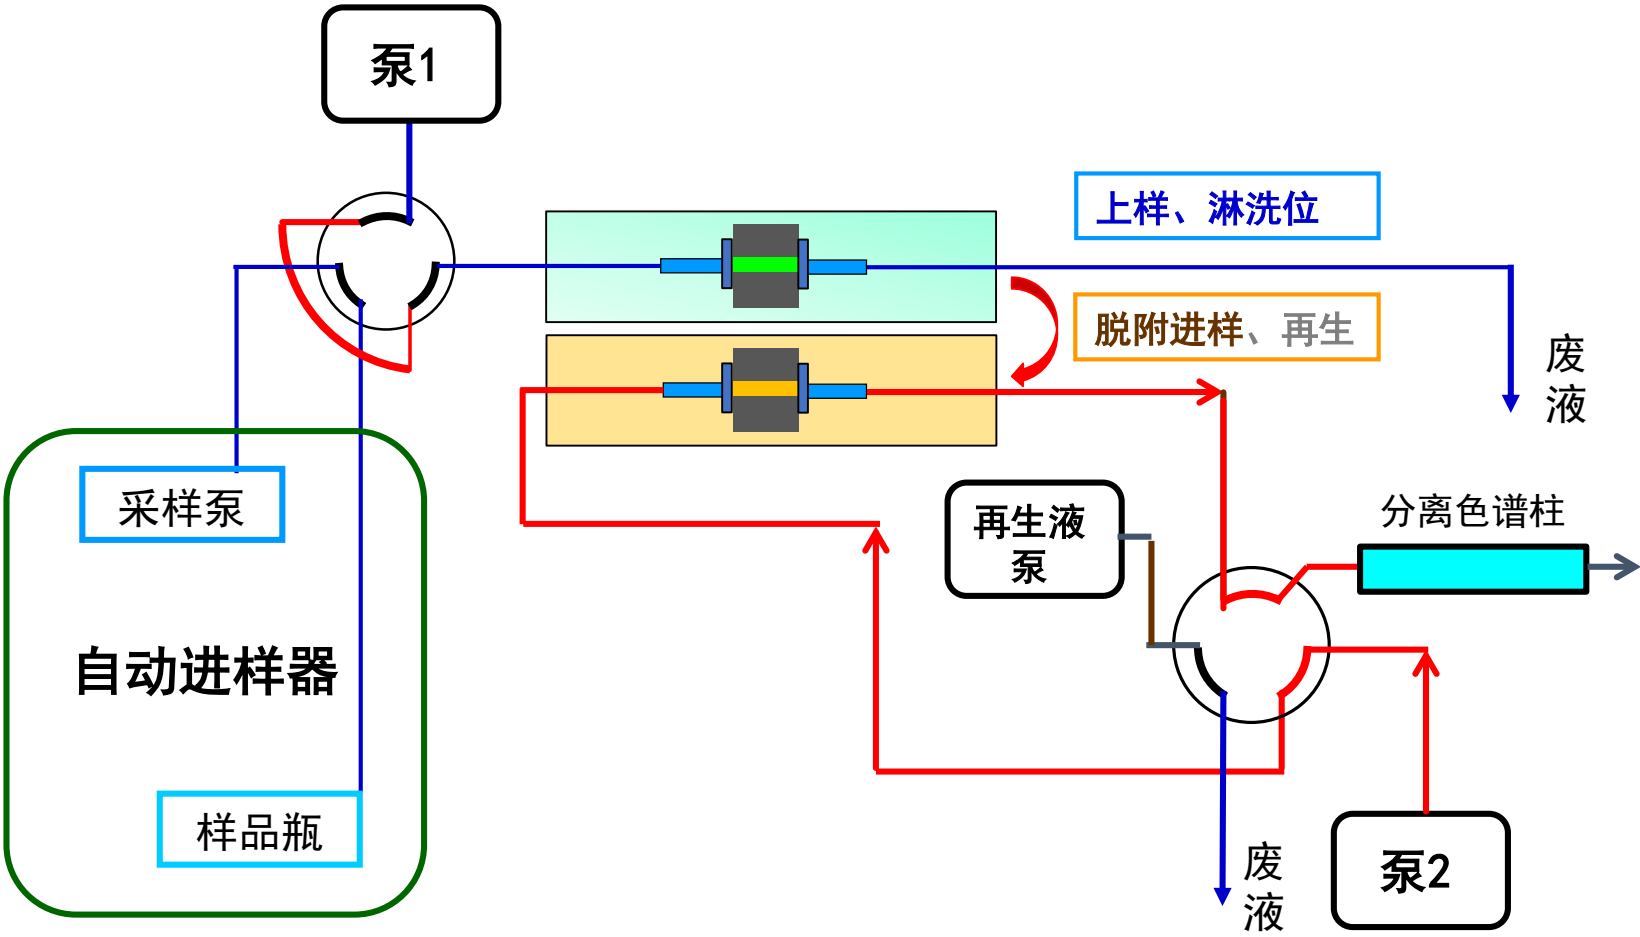 泵1
上样、淋洗位
脱附进样、再生
废
液
采样泵
再生液
泵
分离色谱柱
自动进样器
样品瓶
泵2
废
液